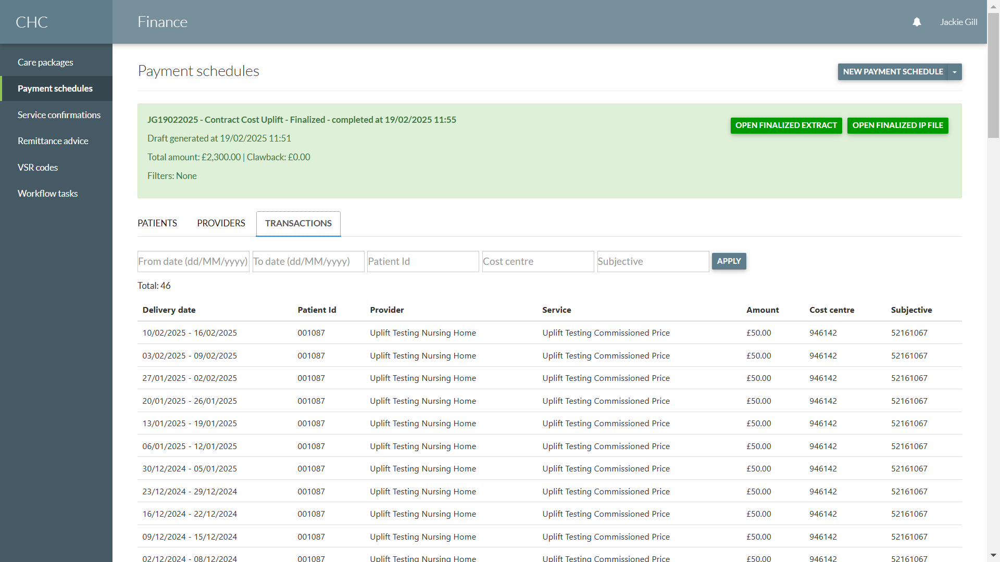 CHC
Finance
Jackie Gill
Care packages
Payment schedules
Service confirmations
Remittance advice
VSR codes
Workflow tasks
Payment schedules
NEW PAYMENT SCHEDULE
JG19022025 - Contract Cost Uplift - Finalized - completed at 19/02/2025 11:55
OPEN FINALIZED EXTRACT
OPEN FINALIZED IP FILE
Draft generated at 19/02/2025 11:51
Total amount: £2,300.00 | Clawback: £0.00
Filters: None
PATIENTS PROVIDERS TRANSACTIONS
From date (dd/MM/yyyy) To date (dd/MM/yyyy) Patient Id Cost centre Subjective APPLY
Total: 46
Delivery date Patient Id Provider Service Amount Cost centre Subjective
10/02/2025 - 16/02/2025 001087 Uplift Testing Nursing Home Uplift Testing Commissioned Price £50.00 946142 52161067
03/02/2025 - 09/02/2025 001087 Uplift Testing Nursing Home Uplift Testing Commissioned Price £50.00 946142 52161067
27/01/2025 - 02/02/2025 001087 Uplift Testing Nursing Home Uplift Testing Commissioned Price £50.00 946142 52161067
20/01/2025 - 26/01/2025 001087 Uplift Testing Nursing Home Uplift Testing Commissioned Price £50.00 946142 52161067
13/01/2025 - 19/01/2025 001087 Uplift Testing Nursing Home Uplift Testing Commissioned Price £50.00 946142 52161067
06/01/2025 - 12/01/2025 001087 Uplift Testing Nursing Home Uplift Testing Commissioned Price £50.00 946142 52161067
30/12/2024 - 05/01/2025 001087 Uplift Testing Nursing Home Uplift Testing Commissioned Price £50.00 946142 52161067
23/12/2024 - 29/12/2024 001087 Uplift Testing Nursing Home Uplift Testing Commissioned Price £50.00 946142 52161067
16/12/2024 - 22/12/2024 001087 Uplift Testing Nursing Home Uplift Testing Commissioned Price £50.00 946142 52161067
09/12/2024 - 15/12/2024 001087 Uplift Testing Nursing Home Uplift Testing Commissioned Price £50.00 946142 52161067
02/12/2024 - 08/12/2024 001087 Uplift Testing Nursing Home Uplift Testing Commissioned Price £50.00 946142 52161067